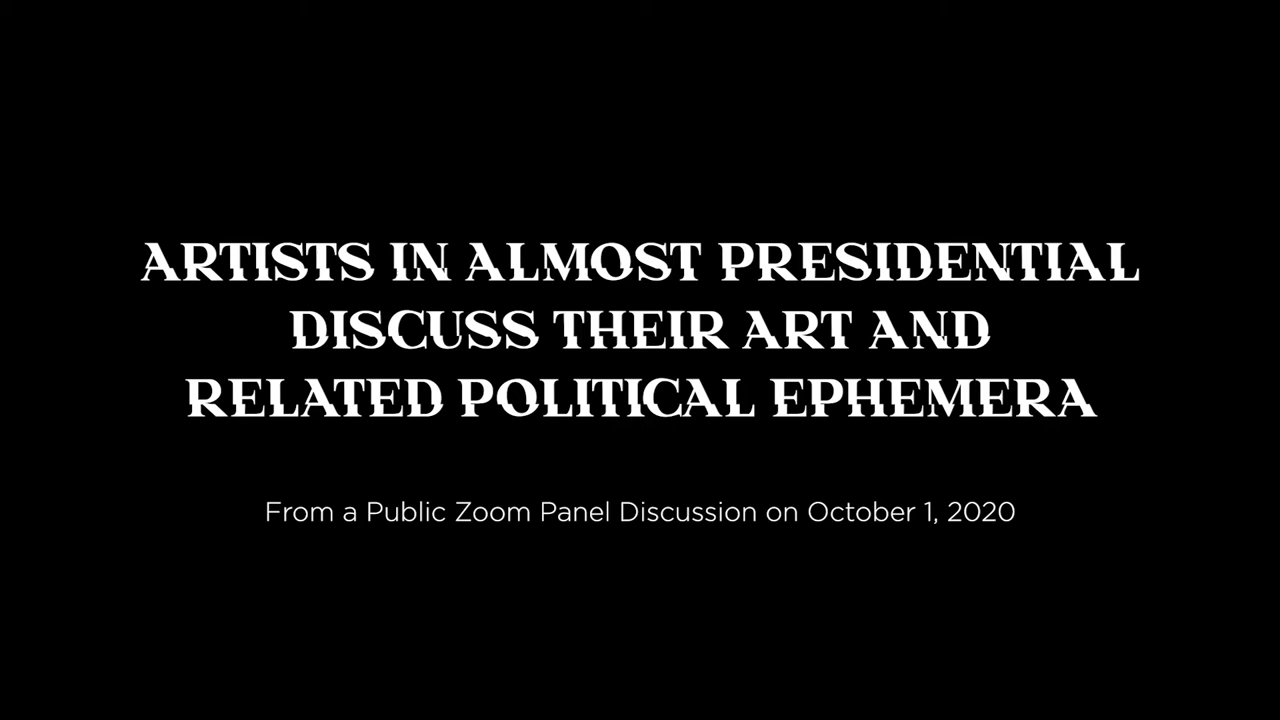 ARTISTS IN ALMOST PRESIDENTIAL
DISCUSS THEIR ART AND
RELATED POLITICAL EPHEMERA
From a Public Zoom Panel Discussion on October 1, 2020